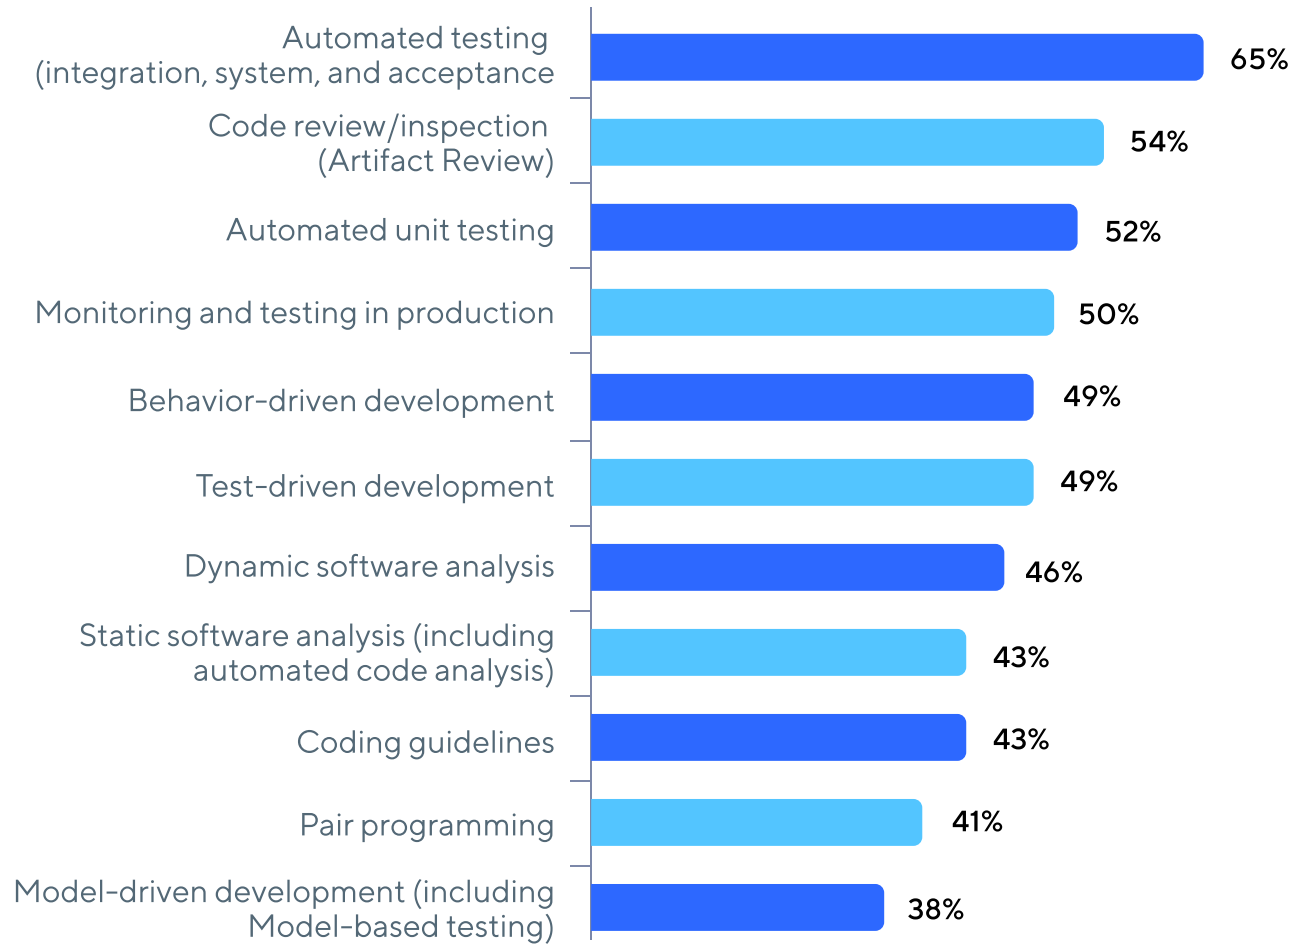 Automated testing
(integration, system, and acceptance
65%
Code review/inspection
(Artifact Review)
54%
Automated unit testing
52%
Monitoring and testing in production
50%
Behavior-driven development
49%
Test-driven development
49%
Dynamic software analysis
46%
Static software analysis (including
automated code analysis)
43%
Coding guidelines
43%
Pair programming
41%
Model-driven development (including
Model-based testing)
38%